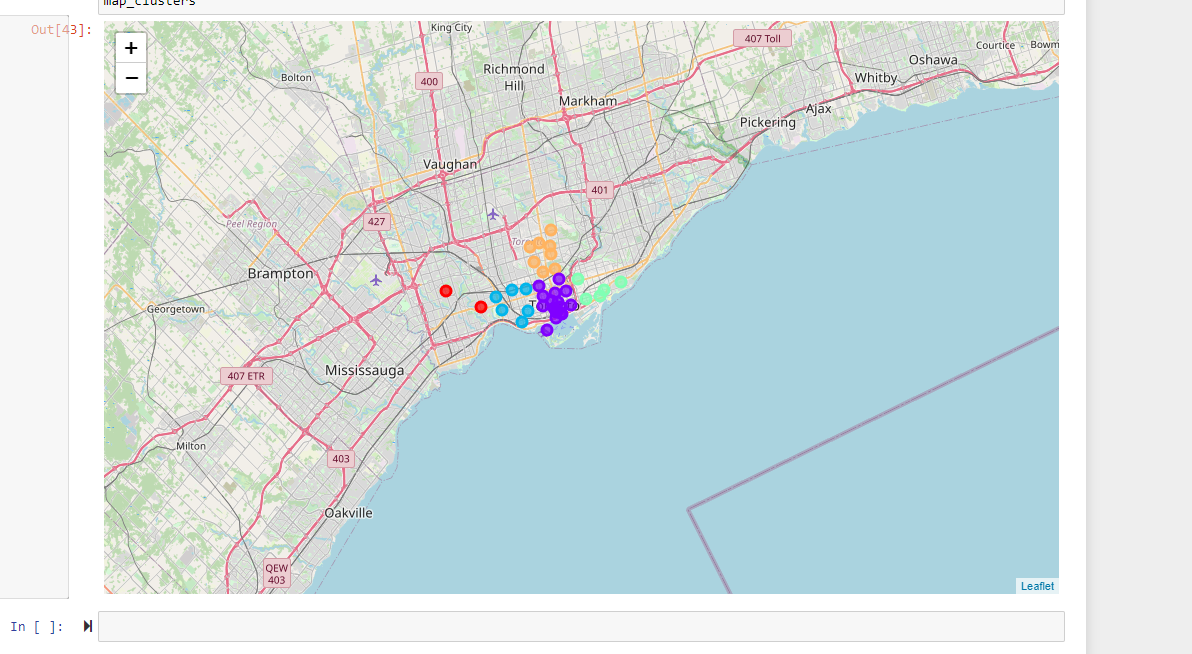 map_clusters
Out[43]:
+
−
King City
407 Toll
Courtice
Bowm
Oshawa
Richmond
Hill
Bolton
400
Whitby
Markham
Ajax
Pickering
Vaughan
401
427
Peel Region
Brampton
Georgetown
Mississauga
407 ETR
Milton
403
Oakville
QEW
403
Leaflet
In [ ]: